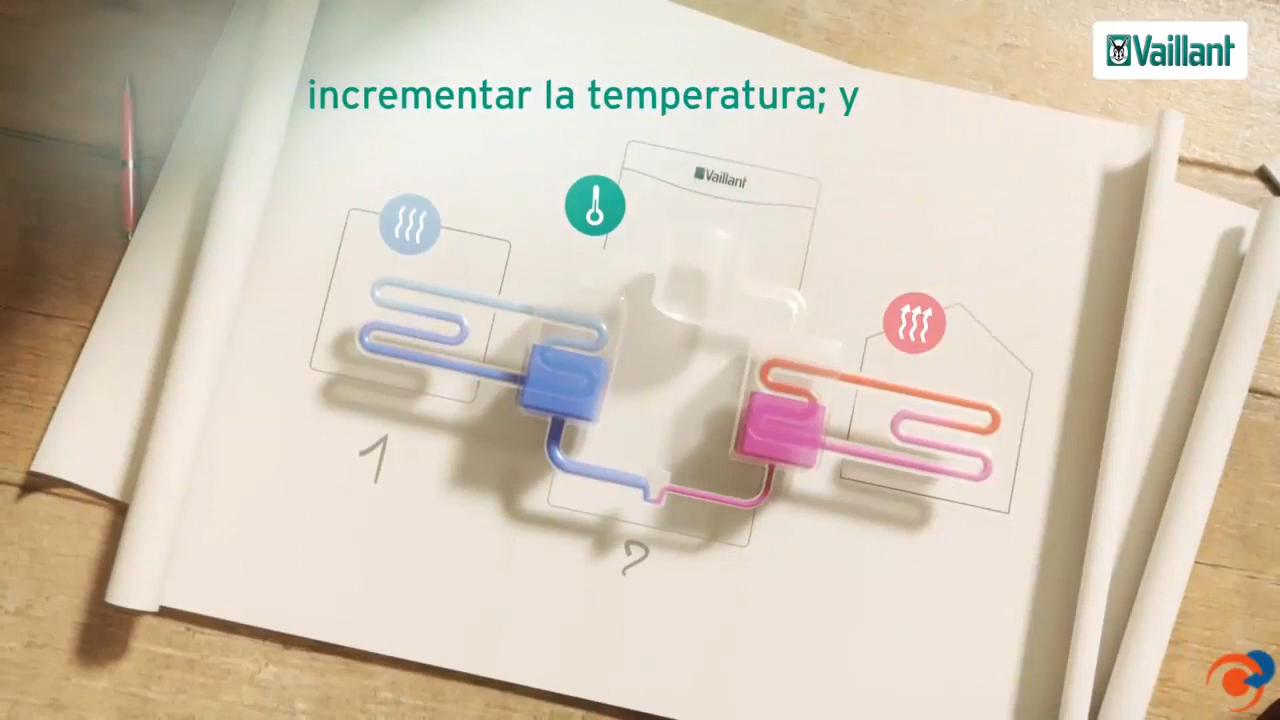 Vaillant
incrementar la temperatura; y
Vaillant
1
2